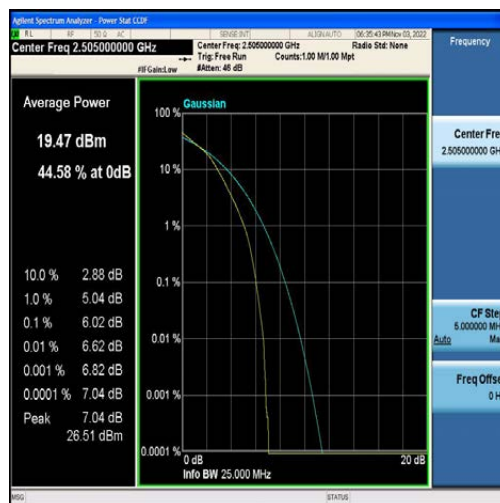 Agilent Spectrum Analyzer - Power Stat CCDF
RL RF 50 Ω AC SENSE:INT ALIGN AUTO 06:35:43 PM Nov 03, 2022
Center Freq 2.505000000 GHz
Center Freq: 2.505000000 GHz Radio Std: None
Trig: Free Run Counts:1.00 M/1.00 Mpt
#IFGain:Low #Atten: 46 dB
Frequency
Average Power
19.47 dBm
44.58 % at 0dB
10.0 % 2.88 dB
1.0 % 5.04 dB
0.1 % 6.02 dB
0.01 % 6.62 dB
0.001 % 6.82 dB
0.0001 % 7.04 dB
Peak 7.04 dB
26.51 dBm
Gaussian
100 %
10 %
1 %
0.1 %
0.01 %
0.001 %
0.0001 %
0 dB 20 dB
Info BW 25.000 MHz
Center Fre
2.505000000 GH
CF Ste
5.000000 MH
Auto Ma
Freq Offse
0 H
MSG STATUS